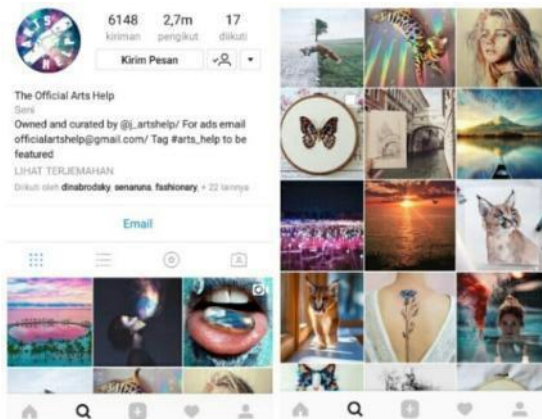 6148 2,7m 17
kiriman pengikut diikuti
Kirim Pesan
The Official Arts Help
Seni
Owned and curated by @j_artshelp/ For ads email
officialartshelp@gmail.com/ Tag #arts_help to be
featured
LIHAT TERJEMAHAN
Diikuti oleh dinabrodsky, senaruna, fashionary, + 22 lainnya
Email